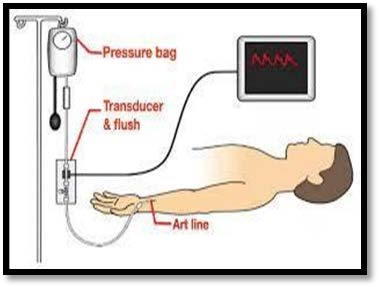 Pressure bag
Transducer
& flush
Art line